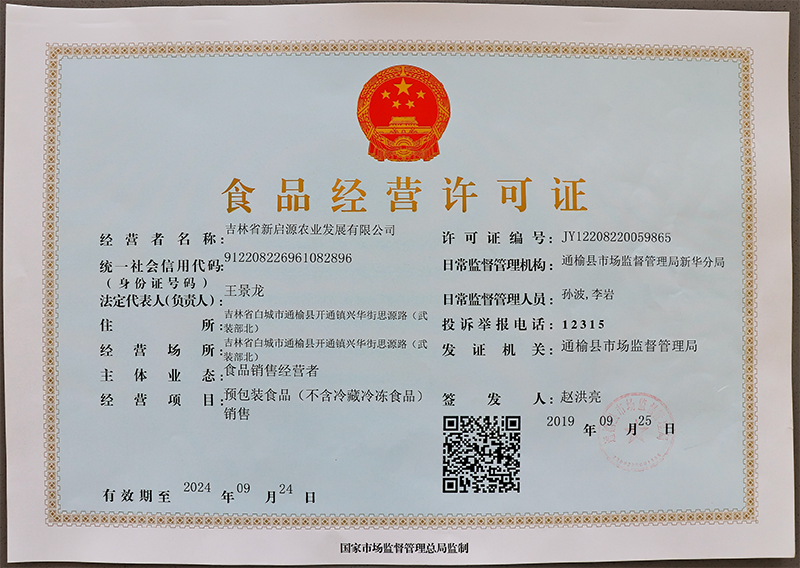 食品经营许可证
经营者名称：吉林省新启源农业发展有限公司
统一社会信用代码：912208226961082896
（身份证号码）
法定代表人（负责人）：王景龙
住所：吉林省白城市通榆县开通镇兴华街思源路（武
装部北）
经营场所：吉林省白城市通榆县开通镇兴华街思源路（武
装部北）
主体业态：食品销售经营者
经营项目：预包装食品（不含冷藏冷冻食品）
销售
有效期至 2024 年 09 月 24 日
许可证编号：JY12208220059865
日常监督管理机构：通榆县市场监督管理局新华分局
日常监督管理人员：孙波,李岩
投诉举报电话：12315
发证机关：通榆县市场监督管理局
签发人：赵洪亮
2019 年 09 月 25 日
国家市场监督管理总局监制